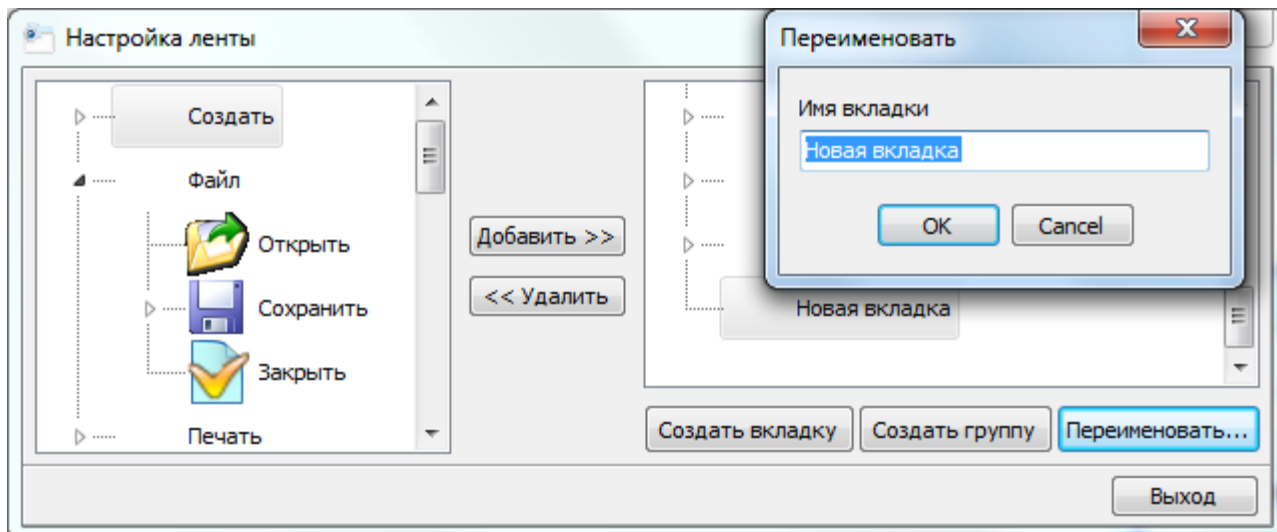 Настройка ленты
Создать
Файл
Открыть
Сохранить
Закрыть
Печать
Добавить >>
<< Удалить
Переименовать
Имя вкладки
Новая вкладка
OK
Cancel
Новая вкладка
Создать вкладку
Создать группу
Переименовать...
Выход